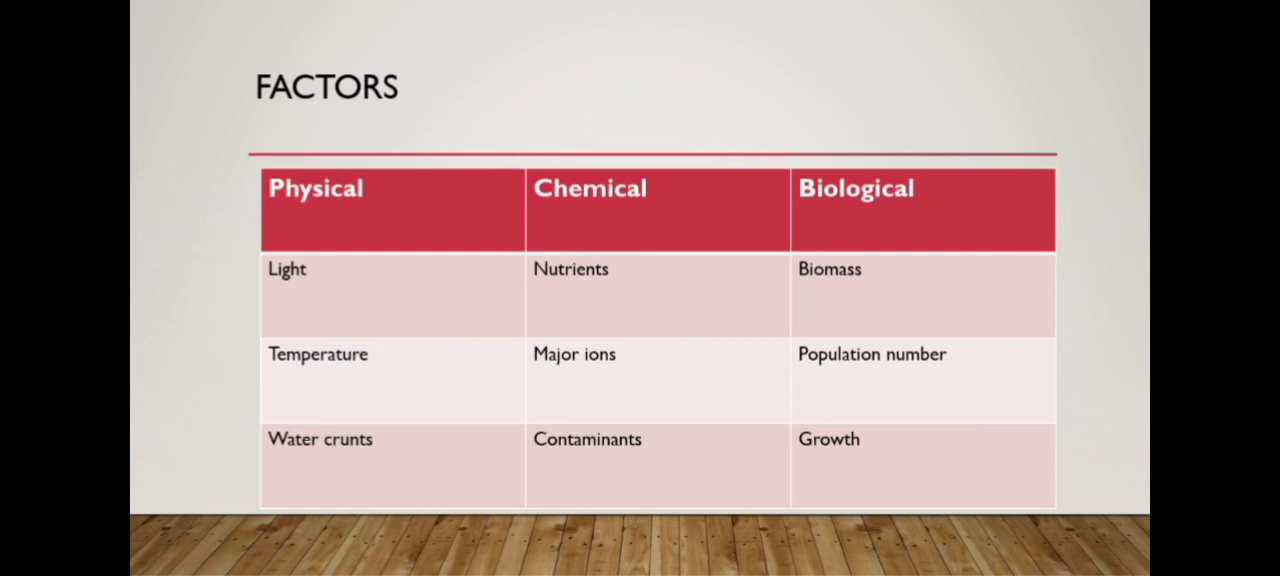 FACTORS
Physical Chemical Biological
Light Nutrients Biomass
Temperature Major ions Population number
Water crunts Contaminants Growth